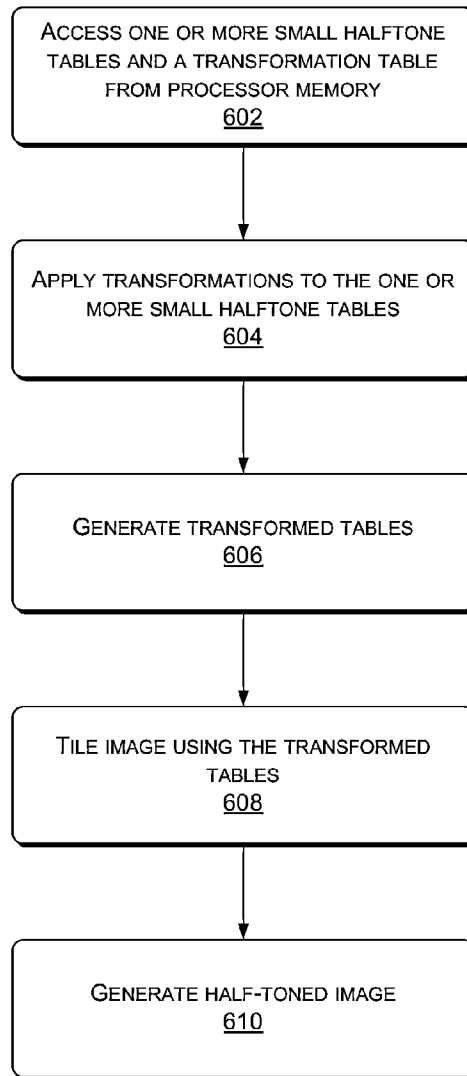 ACCESS ONE OR MORE SMALL HALFTONE
TABLES AND A TRANSFORMATION TABLE
FROM PROCESSOR MEMORY
602
APPLY TRANSFORMATIONS TO THE ONE OR
MORE SMALL HALFTONE TABLES
604
GENERATE TRANSFORMED TABLES
606
TILE IMAGE USING THE TRANSFORMED
TABLES
608
GENERATE HALF-TONED IMAGE
610